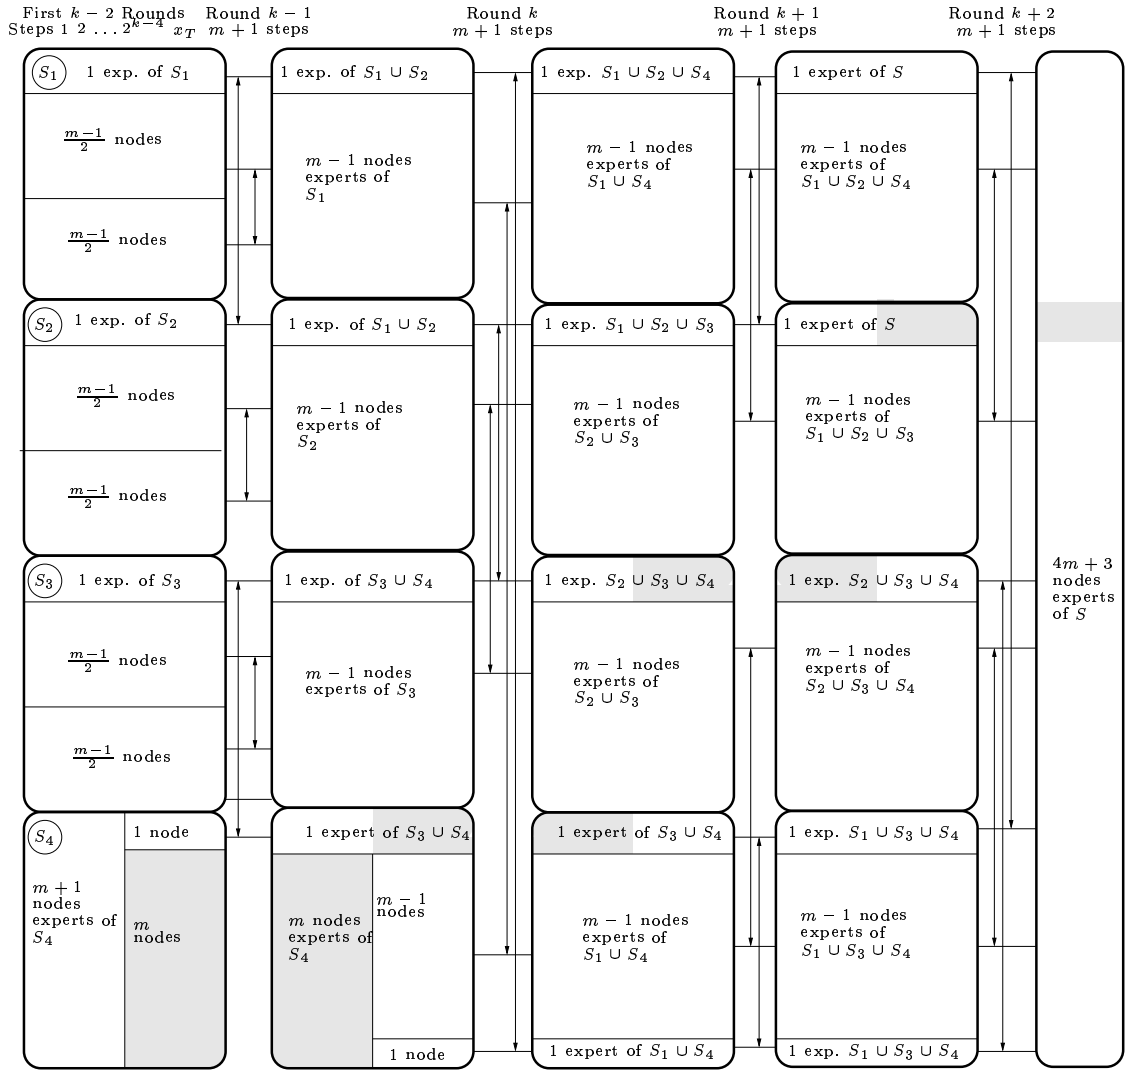 First k − 2 Rounds
Steps 1 2 . . . 2^{k−4} x_T
Round k − 1
m + 1 steps
Round k
m + 1 steps
Round k + 1
m + 1 steps
Round k + 2
m + 1 steps
S_1 1 exp. of S_1
\frac{m−1}{2} nodes
\frac{m−1}{2} nodes
S_2 1 exp. of S_2
\frac{m−1}{2} nodes
\frac{m−1}{2} nodes
S_3 1 exp. of S_3
\frac{m−1}{2} nodes
\frac{m−1}{2} nodes
S_4
m + 1
nodes
experts of
S_4
1 node
m
nodes
1 exp. of S_1 ∪ S_2
m − 1 nodes
experts of
S_1
1 exp. of S_1 ∪ S_2
m − 1 nodes
experts of
S_2
1 exp. of S_3 ∪ S_4
m − 1 nodes
experts of S_3
1 expert of S_3 ∪ S_4
m nodes
experts of
S_4
m − 1
nodes
1 node
1 exp. S_1 ∪ S_2 ∪ S_4
m − 1 nodes
experts of
S_1 ∪ S_4
1 exp. S_1 ∪ S_2 ∪ S_3
m − 1 nodes
experts of
S_2 ∪ S_3
1 exp. S_2 ∪ S_3 ∪ S_4
m − 1 nodes
experts of
S_2 ∪ S_3
1 expert of S_3 ∪ S_4
m − 1 nodes
experts of
S_1 ∪ S_4
1 expert of S_1 ∪ S_4
1 expert of S
m − 1 nodes
experts of
S_1 ∪ S_2 ∪ S_4
1 expert of S
m − 1 nodes
experts of
S_1 ∪ S_2 ∪ S_3
1 exp. S_2 ∪ S_3 ∪ S_4
m − 1 nodes
experts of
S_2 ∪ S_3 ∪ S_4
1 exp. S_1 ∪ S_3 ∪ S_4
m − 1 nodes
experts of
S_1 ∪ S_3 ∪ S_4
1 exp. S_1 ∪ S_3 ∪ S_4
4m + 3
nodes
experts
of S